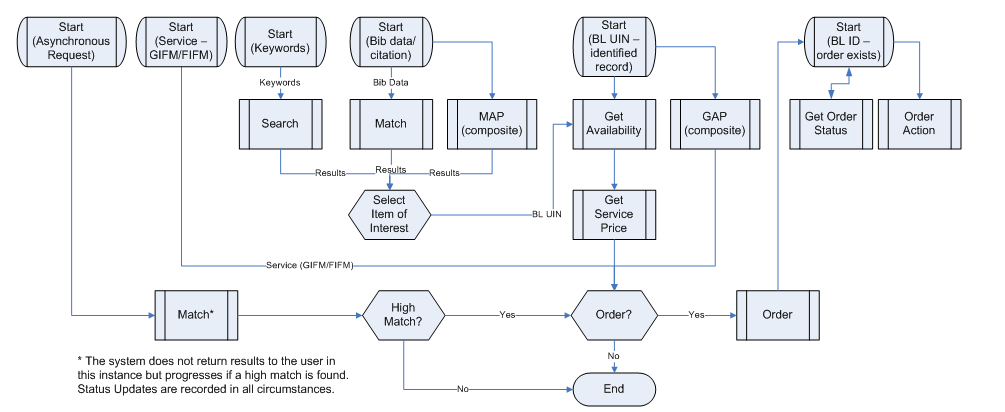 Start
(Asynchronous
Request)
Start
(Service –
GIFM/FIFM)
Start
(Keywords)
Start
(Bib data/
citation)
Start
(BL UIN –
identified
record)
Start
(BL ID –
order exists)
Keywords
Bib Data
Search
Match
MAP
(composite)
Get
Availability
GAP
(composite)
Get Order
Status
Order
Action
Results
Results
Results
Select
Item of
Interest
BL UIN
Get
Service
Price
Service (GIFM/FIFM)
Match*
High
Match?
Yes
Order?
Yes
Order
No
No
End
* The system does not return results to the user in
this instance but progresses if a high match is found.
Status Updates are recorded in all circumstances.